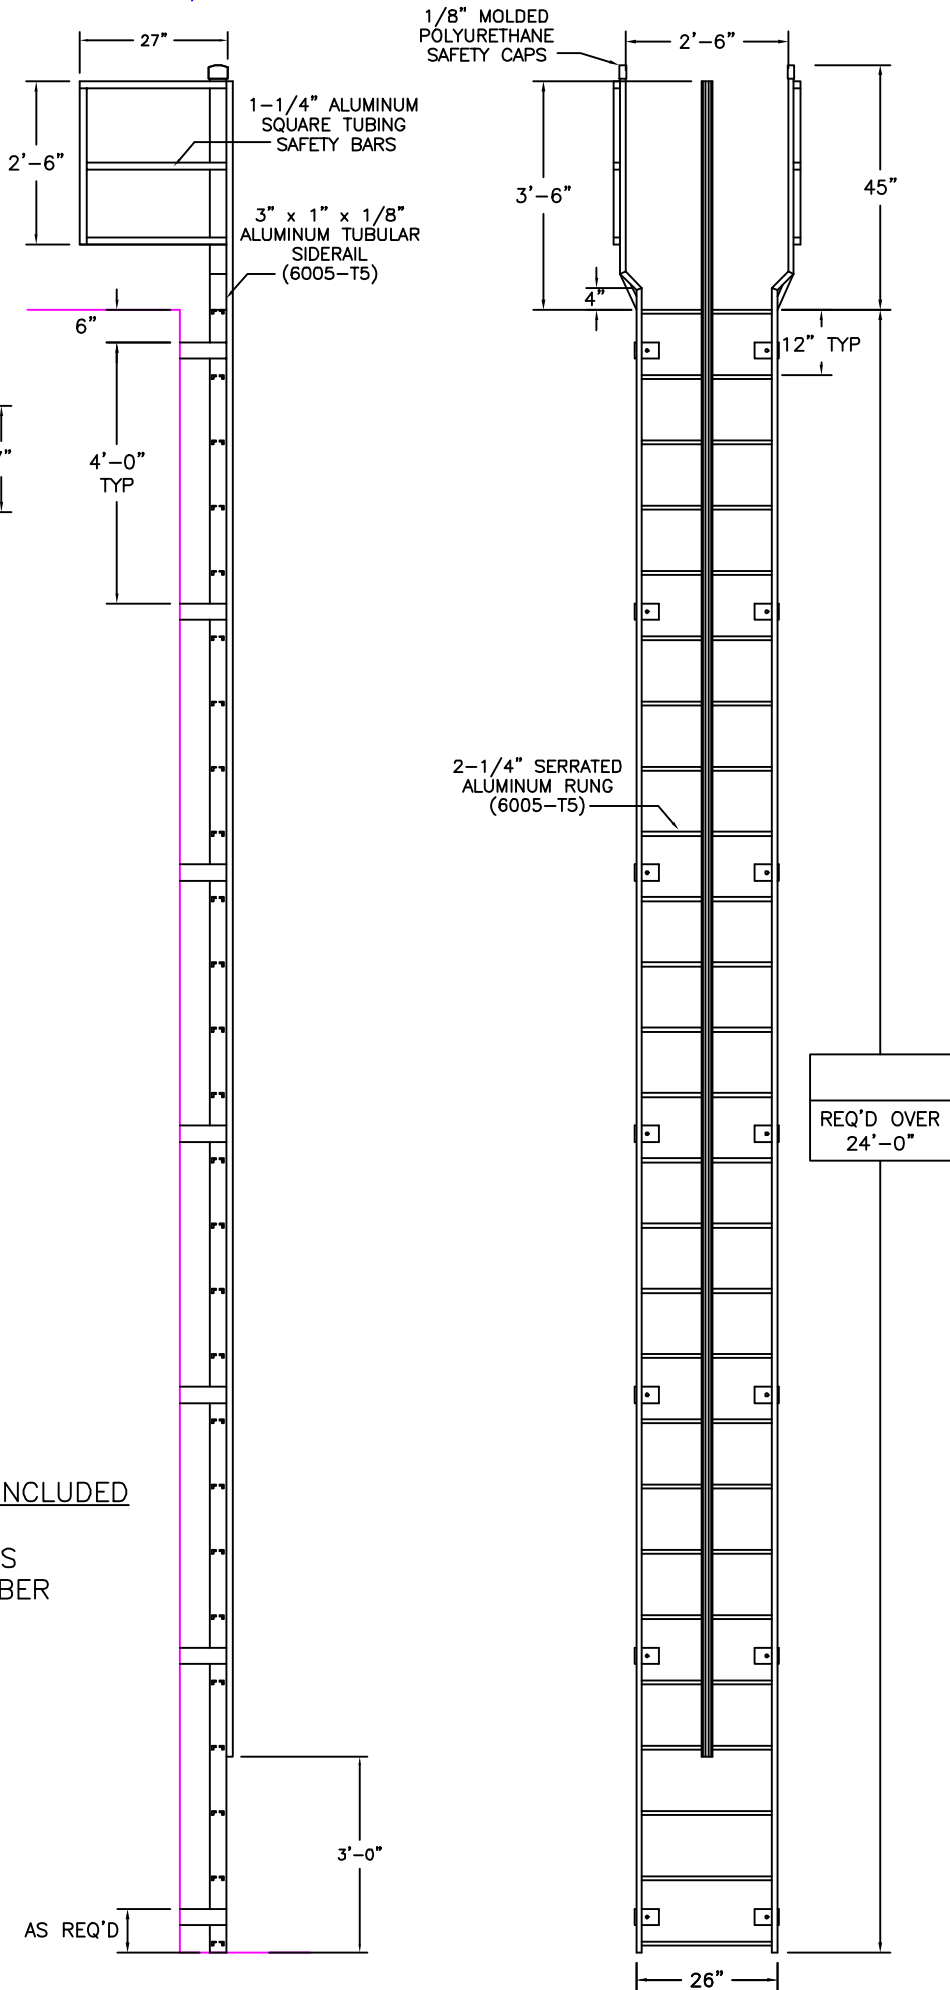 27"
2'-6"
1-1/4" ALUMINUM
SQUARE TUBING
SAFETY BARS
3" x 1" x 1/8"
ALUMINUM TUBULAR
SIDERAIL
(6005-T5)
6"
4'-0"
TYP
3'-0"
AS REQ'D
INCLUDED
1/8" MOLDED
POLYURETHANE
SAFETY CAPS
2'-6"
3'-6"
45"
4"
12" TYP
2-1/4" SERRATED
ALUMINUM RUNG
(6005-T5)
REQ'D OVER
24'-0"
26"